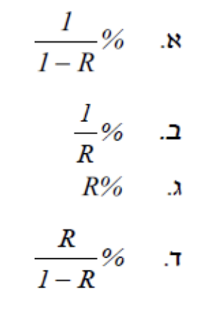 א. 1/(1 – R)%
ב. 1/R%
ג. R%
ד. R/(1 – R)%